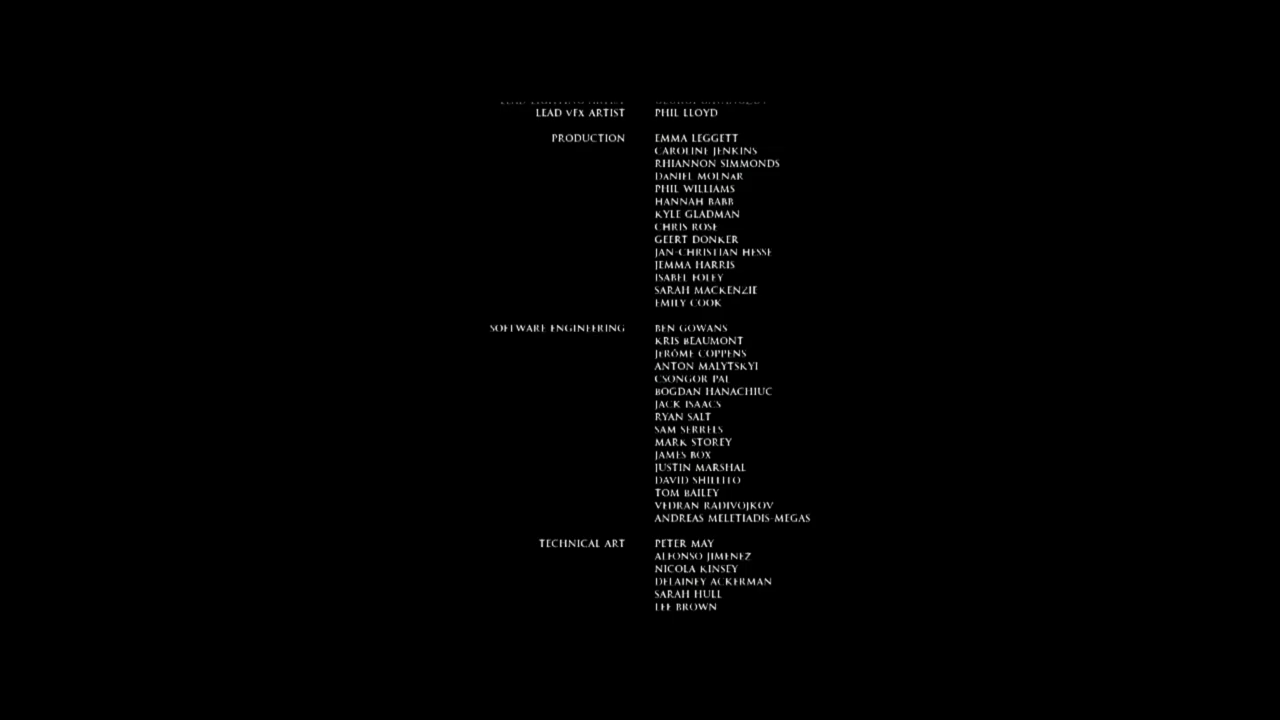 LEAD VFX ARTIST PHIL LLOYD
PRODUCTION EMMA LEGGETT
CAROLINE JENKINS
RHIANNON SIMMONDS
DANIEL MOLNAR
PHIL WILLIAMS
HANNAH BABB
KYLE GLADMAN
CHRIS ROSE
GEERT DONKER
JAN-CHRISTIAN HESSE
JEMMA HARRIS
ISABEL FOLEY
SARAH MACKENZIE
EMILY COOK
SOFTWARE ENGINEERING BEN GOWANS
KRIS BEAUMONT
JERÔME COPPENS
ANTON MALYTSKYI
CSONGOR PAL
BOGDAN HANACHIUC
JACK ISAACS
RYAN SALT
SAM SERRELS
MARK STOREY
JAMES BOX
JUSTIN MARSHAL
DAVID SHILLITO
TOM BAILEY
VEDRAN RADIVOJKOV
ANDREAS MELETIADIS-MEGAS
TECHNICAL ART PETER MAY
ALFONSO JIMENEZ
NICOLA KINSEY
DELAINEY ACKERMAN
SARAH HULL
LEE BROWN